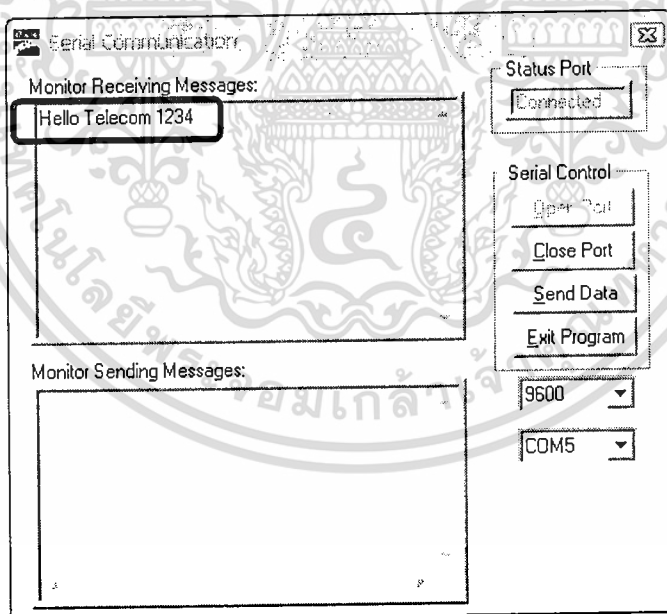 Serial Communication
Monitor Receiving Messages:
Hello Telecom 1234
Status Port
Connected
Serial Control
Open Port
Close Port
Send Data
Exit Program
Monitor Sending Messages:
9600
COM5